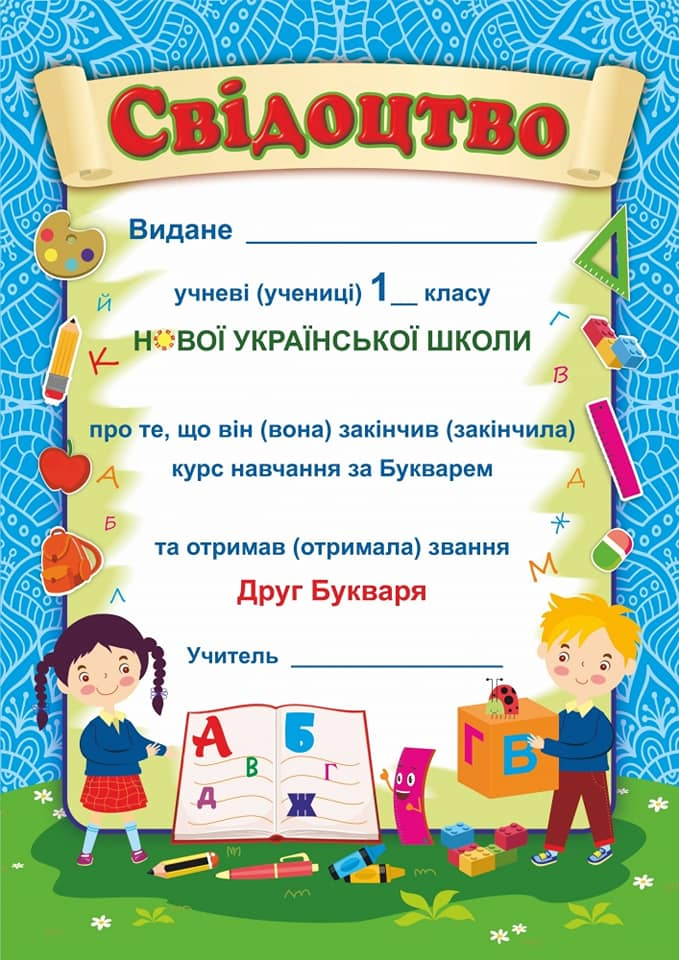 Свідоцтво
Видане ____________________
учневі (учениці) 1__ класу
НОВОЇ УКРАЇНСЬКОЇ ШКОЛИ
про те, що він (вона) закінчив (закінчила)
курс навчання за Букварем
та отримав (отримала) звання
Друг Букваря
Учитель ________________
Й
К
А
Б
Л
Г
В
Д
Ж
М
А Б
В Г
Д Ж
Г В